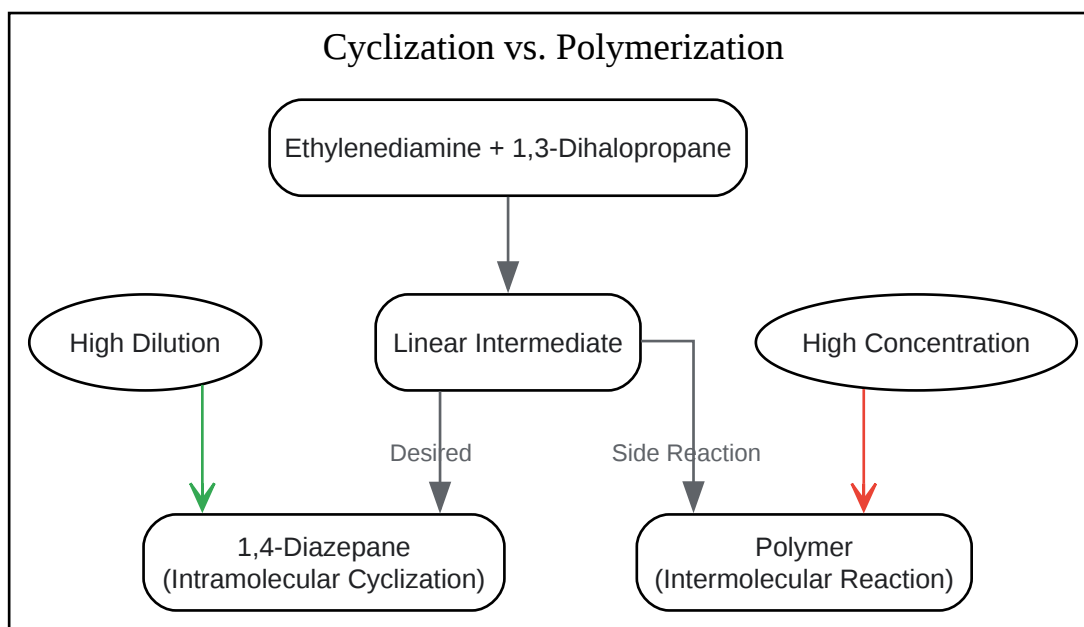 Cyclization vs. Polymerization
Ethylenediamine + 1,3-Dihalopropane
High Dilution
Linear Intermediate
High Concentration
Desired
Side Reaction
1,4-Diazepane
(Intramolecular Cyclization)
Polymer
(Intermolecular Reaction)